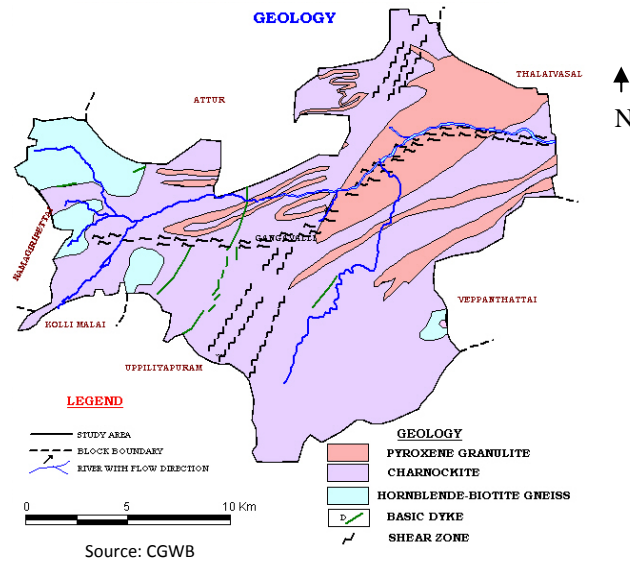 GEOLOGY
THALAIVASAL
ATTUR
N
GANGAVALLI
NAMAGIRIPETTAI
VEPPANTHATTAI
KOLLI MALAI
UPPILIYAPURAM
LEGEND
STUDY AREA
BLOCK BOUNDARY
RIVER WITH FLOW DIRECTION
0 5 10 Km
Source: CGWB
GEOLOGY
PYROXENE GRANULITE
CHARNOCKITE
HORNBLENDE-BIOTITE GNEISS
D BASIC DYKE
SHEAR ZONE